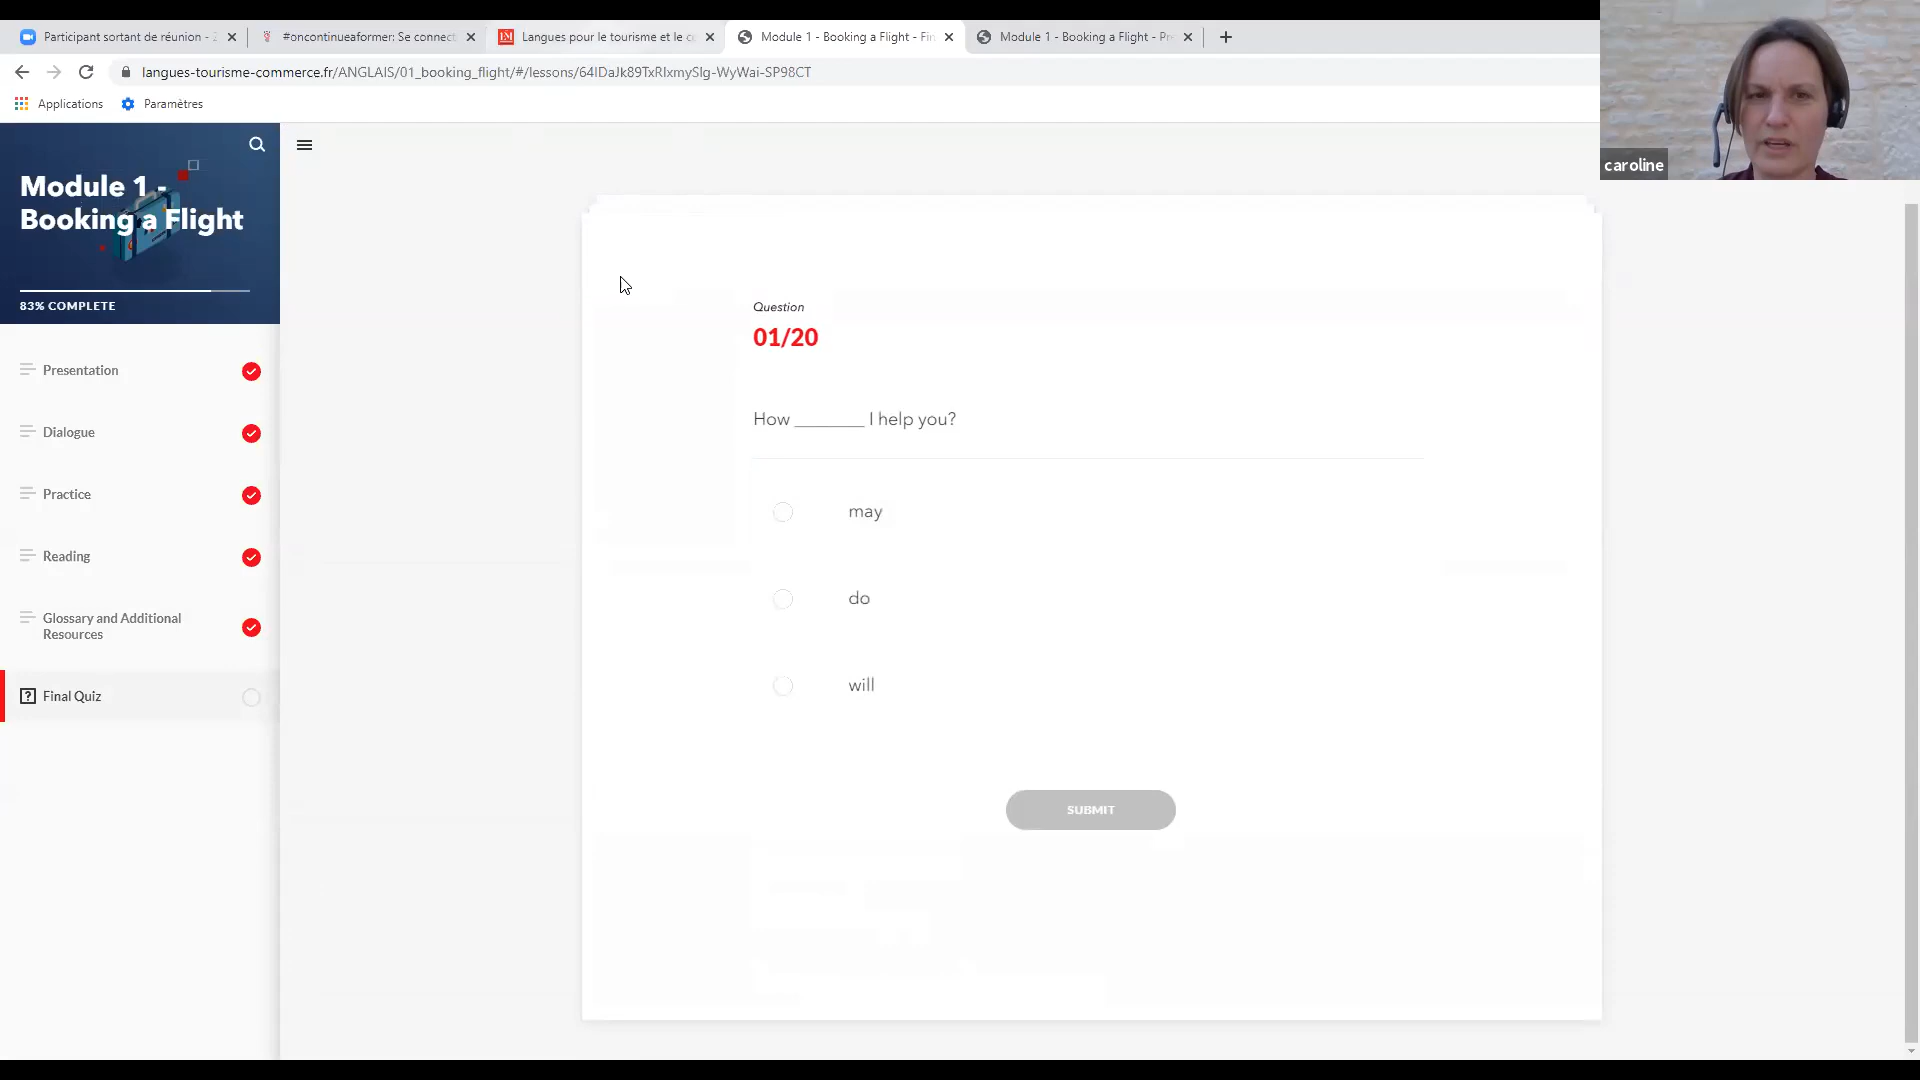 Participant sortant de réunion - 2
#oncontinueaformer: Se connect
Langues pour le tourisme et le c
Module 1 - Booking a Flight - Fin
Module 1 - Booking a Flight - Pr
langues-tourisme-commerce.fr/ANGLAIS/01_booking_flight/#/lessons/64IDaJk89TxRIxmySIg-WyWai-SP98CT
Applications
Paramètres
caroline
Module 1 -
Booking a Flight
83% COMPLETE
Presentation
Dialogue
Practice
Reading
Glossary and Additional
Resources
Final Quiz
Question
01/20
How _______ I help you?
may
do
will
SUBMIT